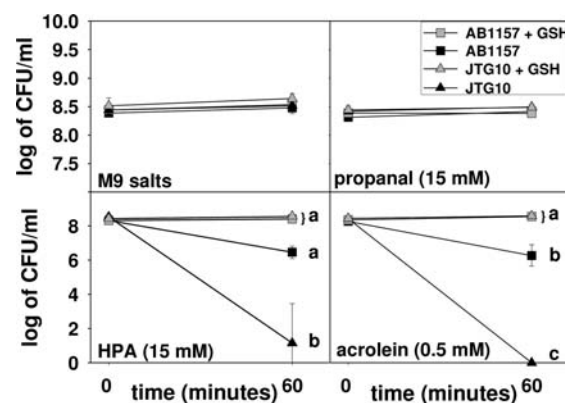 10.0
9.5
9.0
8.5
8.0
7.5
log of CFU/ml
M9 salts
AB1157 + GSH
AB1157
JTG10 + GSH
JTG10
propanal (15 mM)
8
6
4
2
0
log of CFU/ml
a
a
b
HPA (15 mM)
a
b
c
acrolein (0.5 mM)
0
60
0
60
time (minutes)
time (minutes)